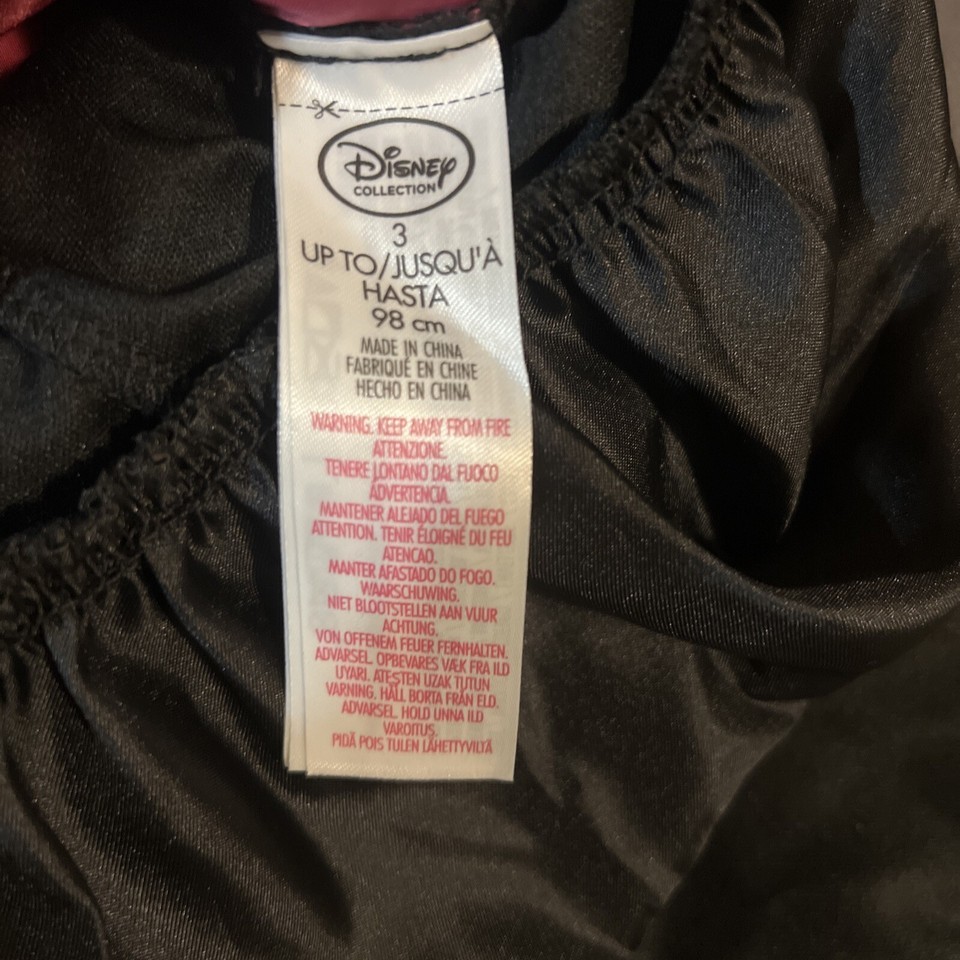 Disney
COLLECTION
3
UP TO/JUSQU'À
HASTA
98 cm
MADE IN CHINA
FABRIQUÉ EN CHINE
HECHO EN CHINA
WARNING. KEEP AWAY FROM FIRE
ATTENZIONE.
TENERE LONTANO DAL FUOCO
ADVERTENCIA.
MANTENER ALEJADO DEL FUEGO
ATTENTION. TENIR ÉLOIGNÉ DU FEU
ATENCAO.
MANTER AFASTADO DO FOGO.
WAARSCHUWING.
NIET BLOOTSTELLEN AAN VUUR
ACHTUNG.
VON OFFENEM FEUER FERNHALTEN.
ADVARSEL. OPBEVARES VÆK FRA ILD
UYARI. ATEŞTEN UZAK TUTUN
VARNING. HÅLL BORTA FRÅN ELD.
ADVARSEL. HOLD UNNA ILD
VAROITUS.
PIDÄ POIS TULEN LÄHETTYVILTÄ